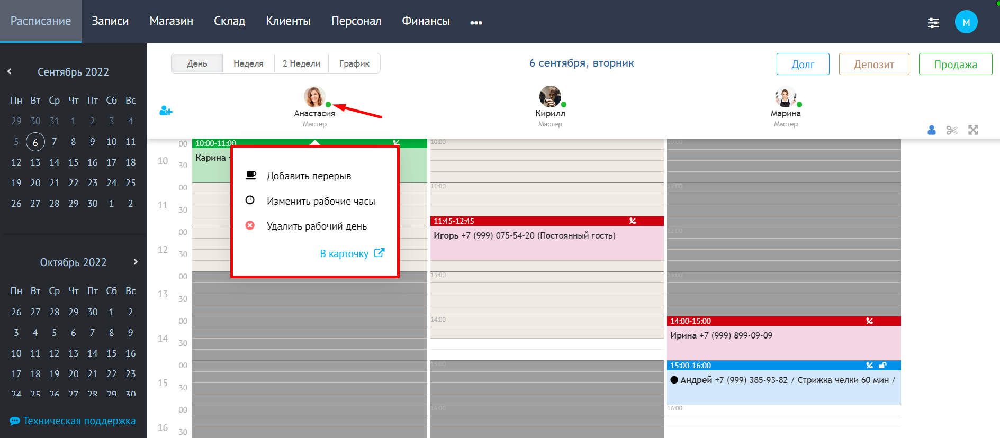 Расписание Записи Магазин Склад Клиенты Персонал Финансы ••• М
Сентябрь 2022
Пн Вт Ср Чт Пт Сб Вс
29 30 31 1 2 3 4
5 6 7 8 9 10 11
12 13 14 15 16 17 18
19 20 21 22 23 24 25
26 27 28 29 30 1 2
Октябрь 2022
Пн Вт Ср Чт Пт Сб Вс
26 27 28 29 30 1 2
3 4 5 6 7 8 9
10 11 12 13 14 15 16
17 18 19 20 21 22 23
24 25 26 27 28 29 30
Техническая поддержка
День Неделя 2 Недели График
6 сентября, вторник
Долг Депозит Продажа
Анастасия
Мастер
Кирилл
Мастер
Марина
Мастер
00
10
30
00
11
30
00
12
30
00
13
30
00
14
30
00
15
30
00
16
30
10:00-11:00
Карина
Добавить перерыв
Изменить рабочие часы
Удалить рабочий день
В карточку
10:00
11:00
11:45-12:45
Игорь +7 (999) 075-54-20 (Постоянный гость)
13:00
14:00
15:00
16:00
10:00
11:00
12:00
13:00
14:00-15:00
Ирина +7 (999) 899-09-09
15:00-16:00
Андрей +7 (999) 385-93-82 / Стрижка челки 60 мин /
16:00